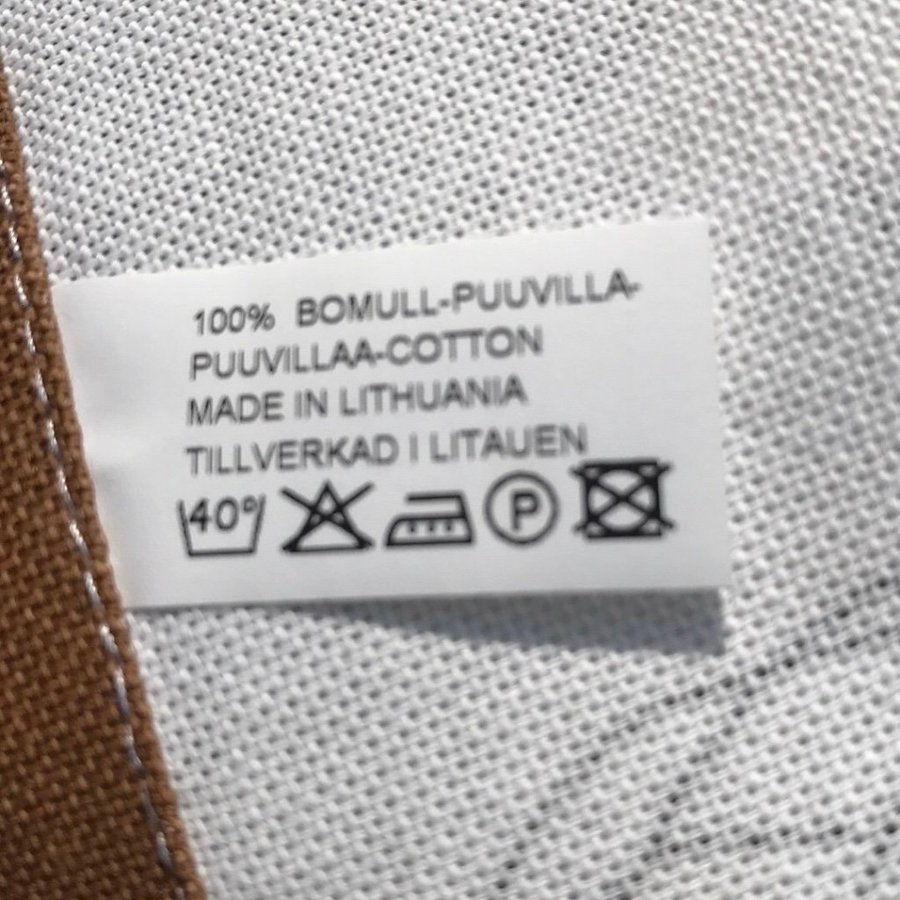 100% BOMULL-PUUVILLA-
PUUVILLAA-COTTON
MADE IN LITHUANIA
TILLVERKAD I LITAUEN
40° P